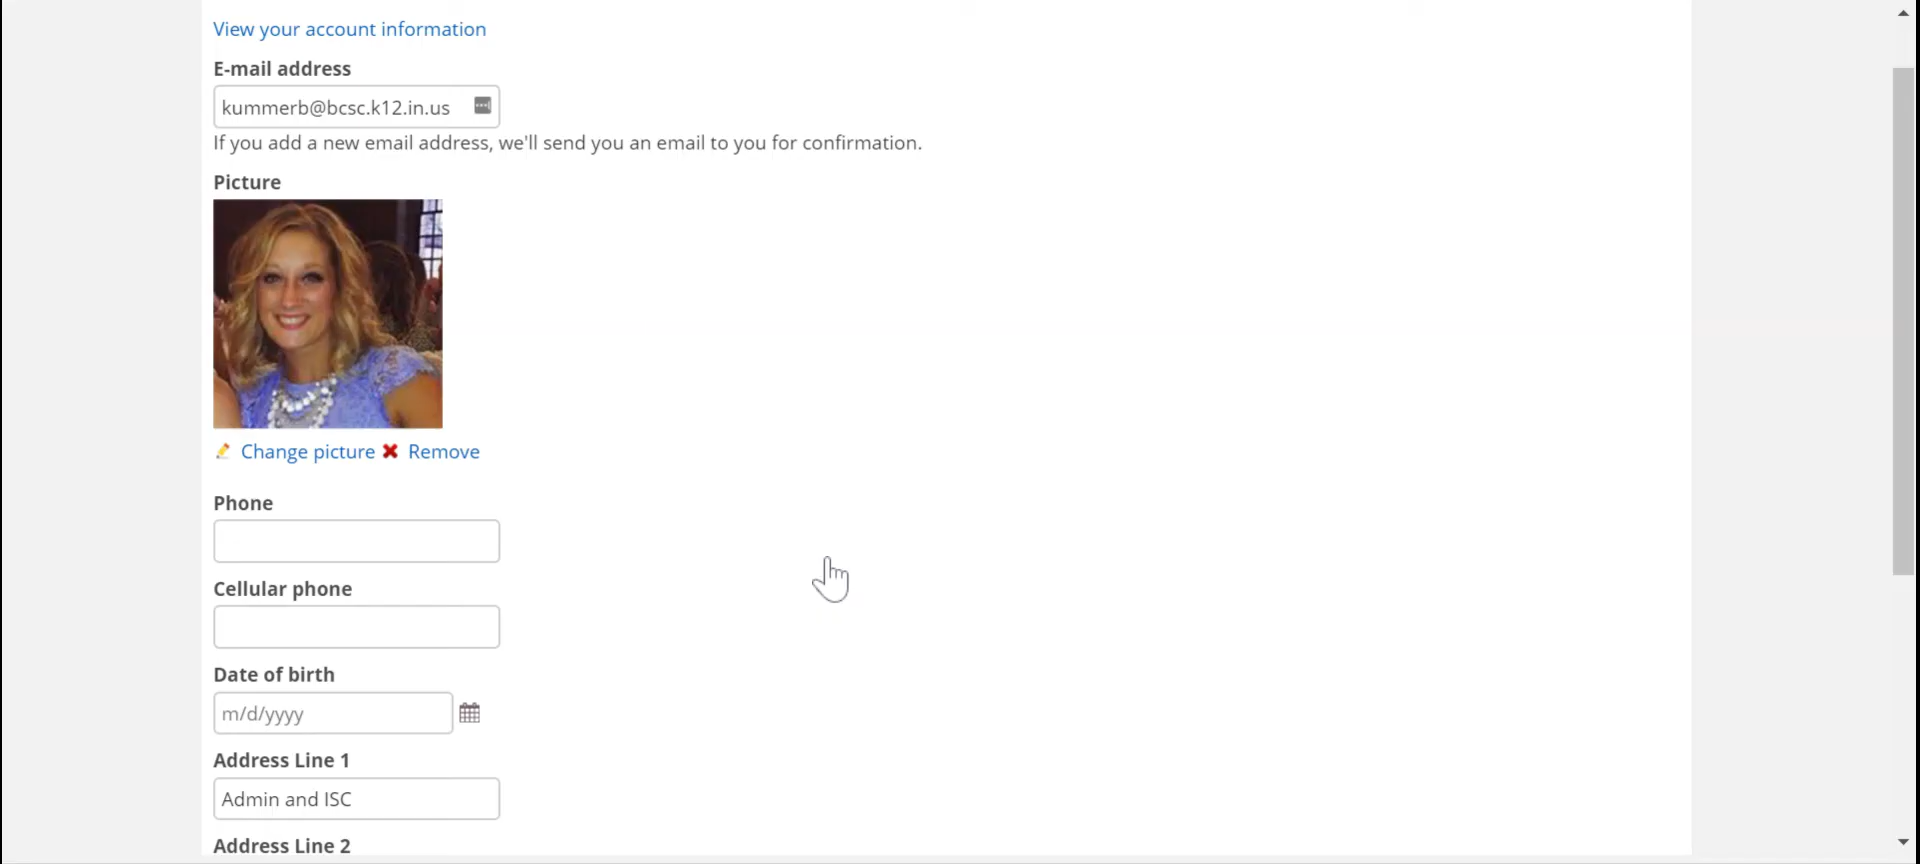 View your account information
E-mail address
kummerb@bcsc.k12.in.us
If you add a new email address, we'll send you an email to you for confirmation.
Picture
Change picture Remove
Phone
Cellular phone
Date of birth
m/d/yyyy
Address Line 1
Admin and ISC
Address Line 2